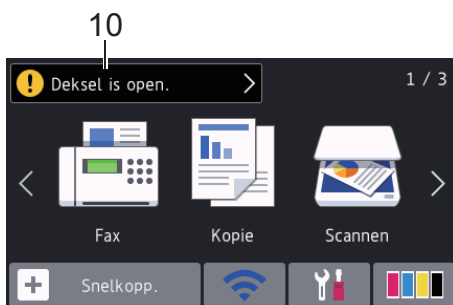 10
Deksel is open.
1 / 3
Fax Kopie Scannen
Snelkopp.